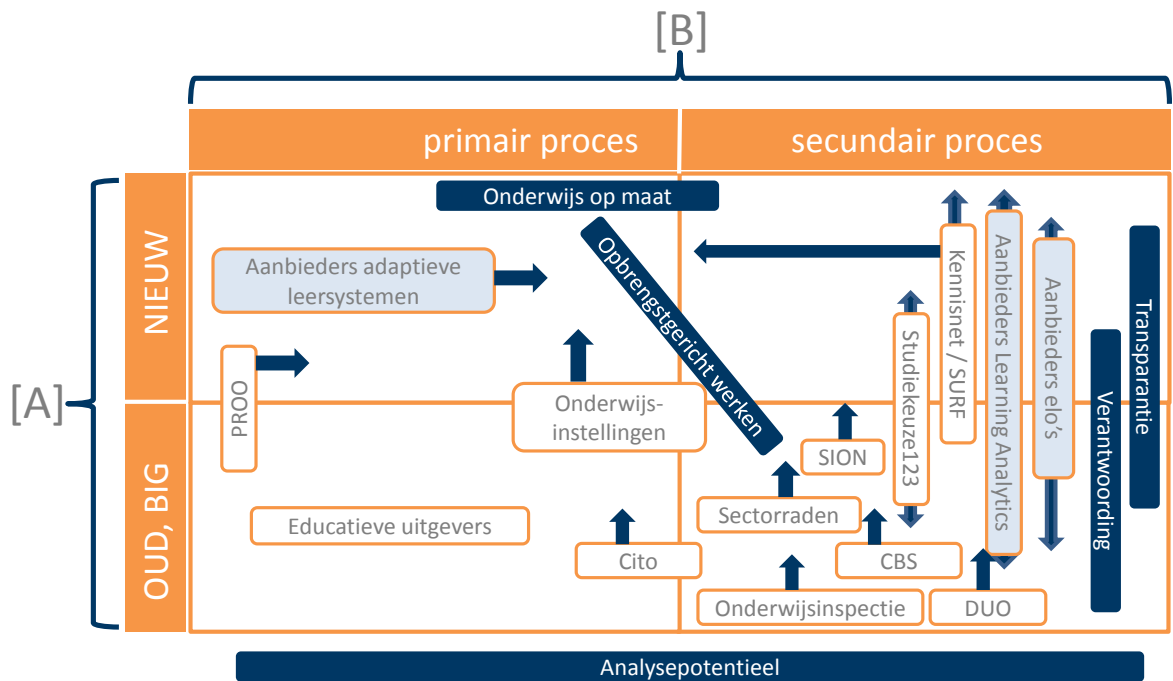 [B]
primair proces
secundair proces
[A]
NIEUW
OUD, BIG
Onderwijs op maat
Opbrengstgericht werken
Aanbieders adaptieve
leersystemen
PROO
Onderwijs-
instellingen
Educatieve uitgevers
Cito
Sectorraden
SION
Studiekeuze123
Kennisnet / SURF
Aanbieders Learning Analytics
Aanbieders elo's
Transparantie
Verantwoording
CBS
Onderwijsinspectie
DUO
Analysepotentieel